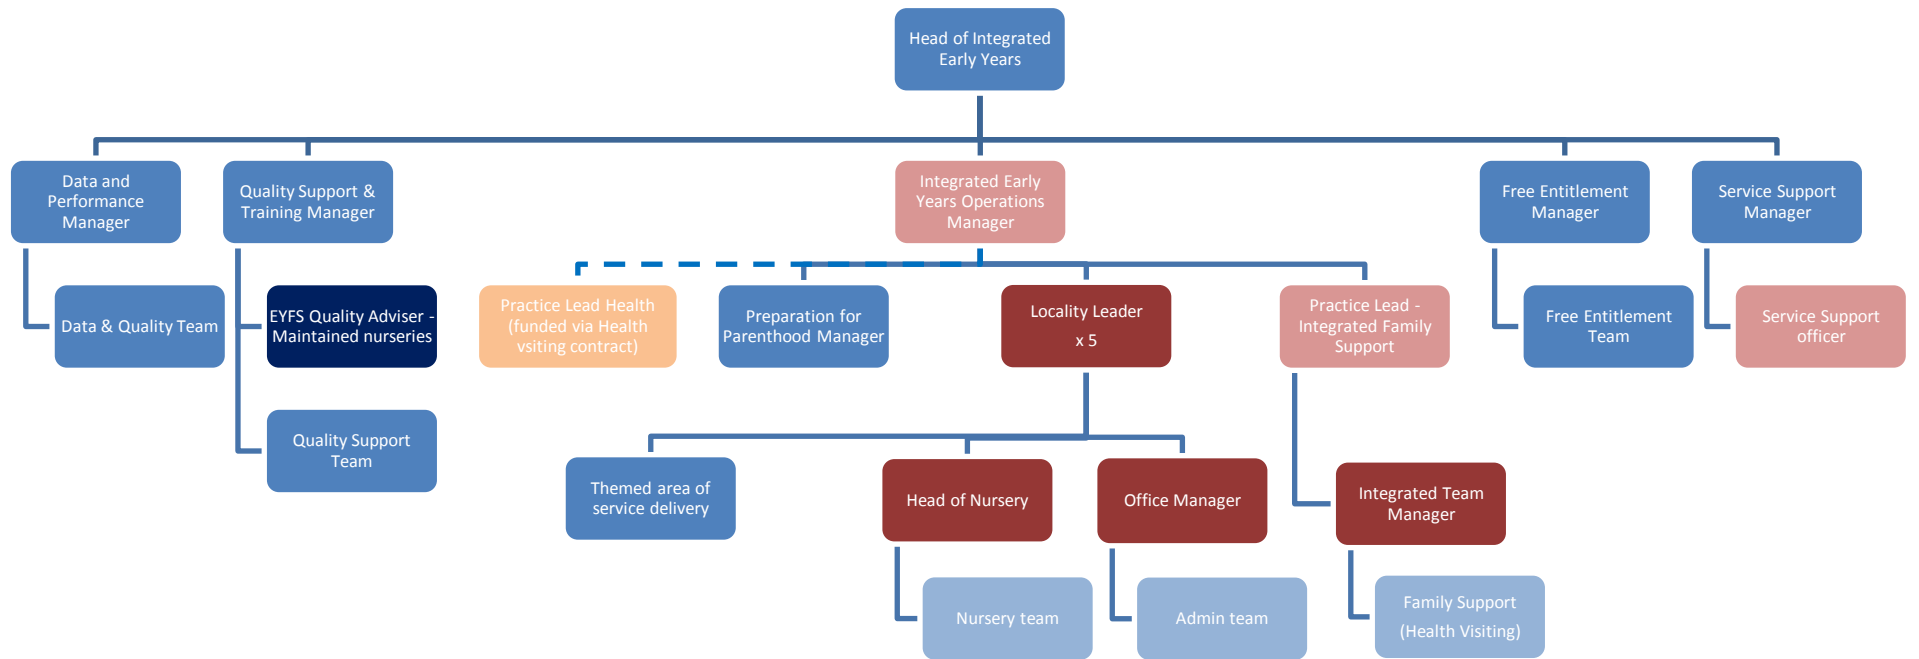 Head of Integrated
Early Years
Data and
Performance
Manager
Quality Support &
Training Manager
Integrated Early
Years Operations
Manager
Free Entitlement
Manager
Service Support
Manager
Data & Quality Team
EYFS Quality Adviser -
Maintained nurseries
Practice Lead Health
(funded via Health
vsiting contract)
Preparation for
Parenthood Manager
Locality Leader
x 5
Practice Lead -
Integrated Family
Support
Free Entitlement
Team
Service Support
officer
Quality Support
Team
Themed area of
service delivery
Head of Nursery
Office Manager
Integrated Team
Manager
Nursery team
Admin team
Family Support
(Health Visiting)